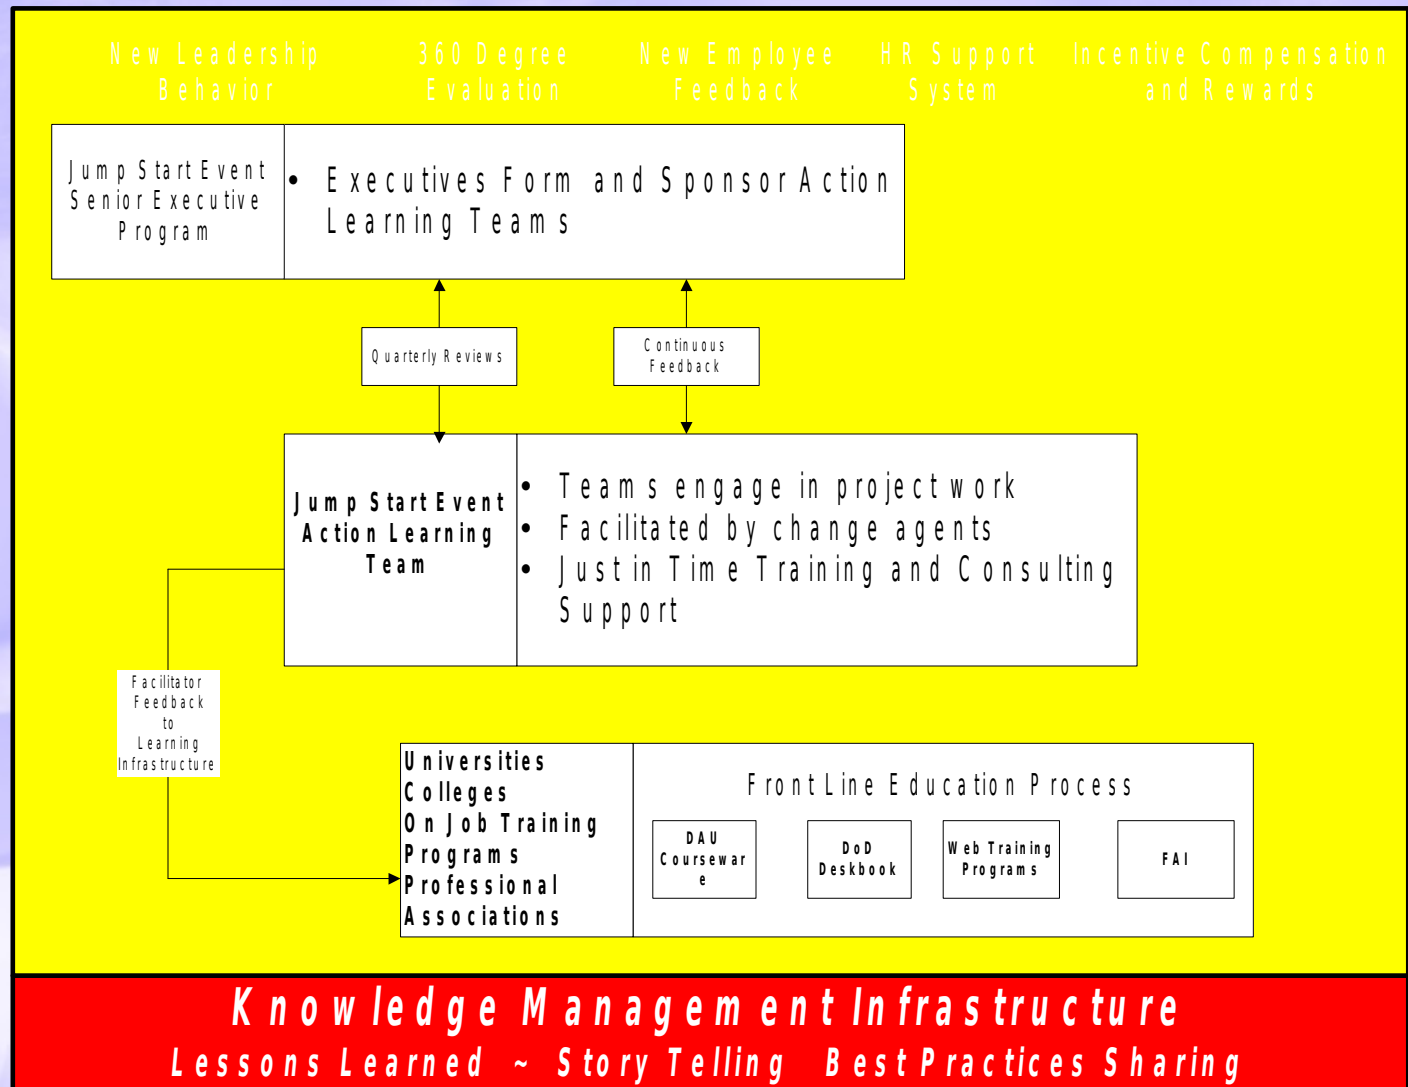 New Leadership
Behavior
360 Degree
Evaluation
New Employee
Feedback
HR Support
System
Incentive Compensation
and Rewards
Jump Start Event
Senior Executive
Program
• Executives Form and Sponsor Action
Learning Teams
Quarterly Reviews
Continuous
Feedback
Jump Start Event
Action Learning
Team
• Teams engage in project work
• Facilitated by change agents
• Just in Time Training and Consulting
Support
Facilitator
Feedback
to
Learning
Infrastructure
Universities
Colleges
On Job Training
Programs
Professional
Associations
Front Line Education Process
DAU
Coursewar
e
DoD
Deskbook
Web Training
Programs
FAI
Knowledge Management Infrastructure
Lessons Learned ~ Story Telling Best Practices Sharing